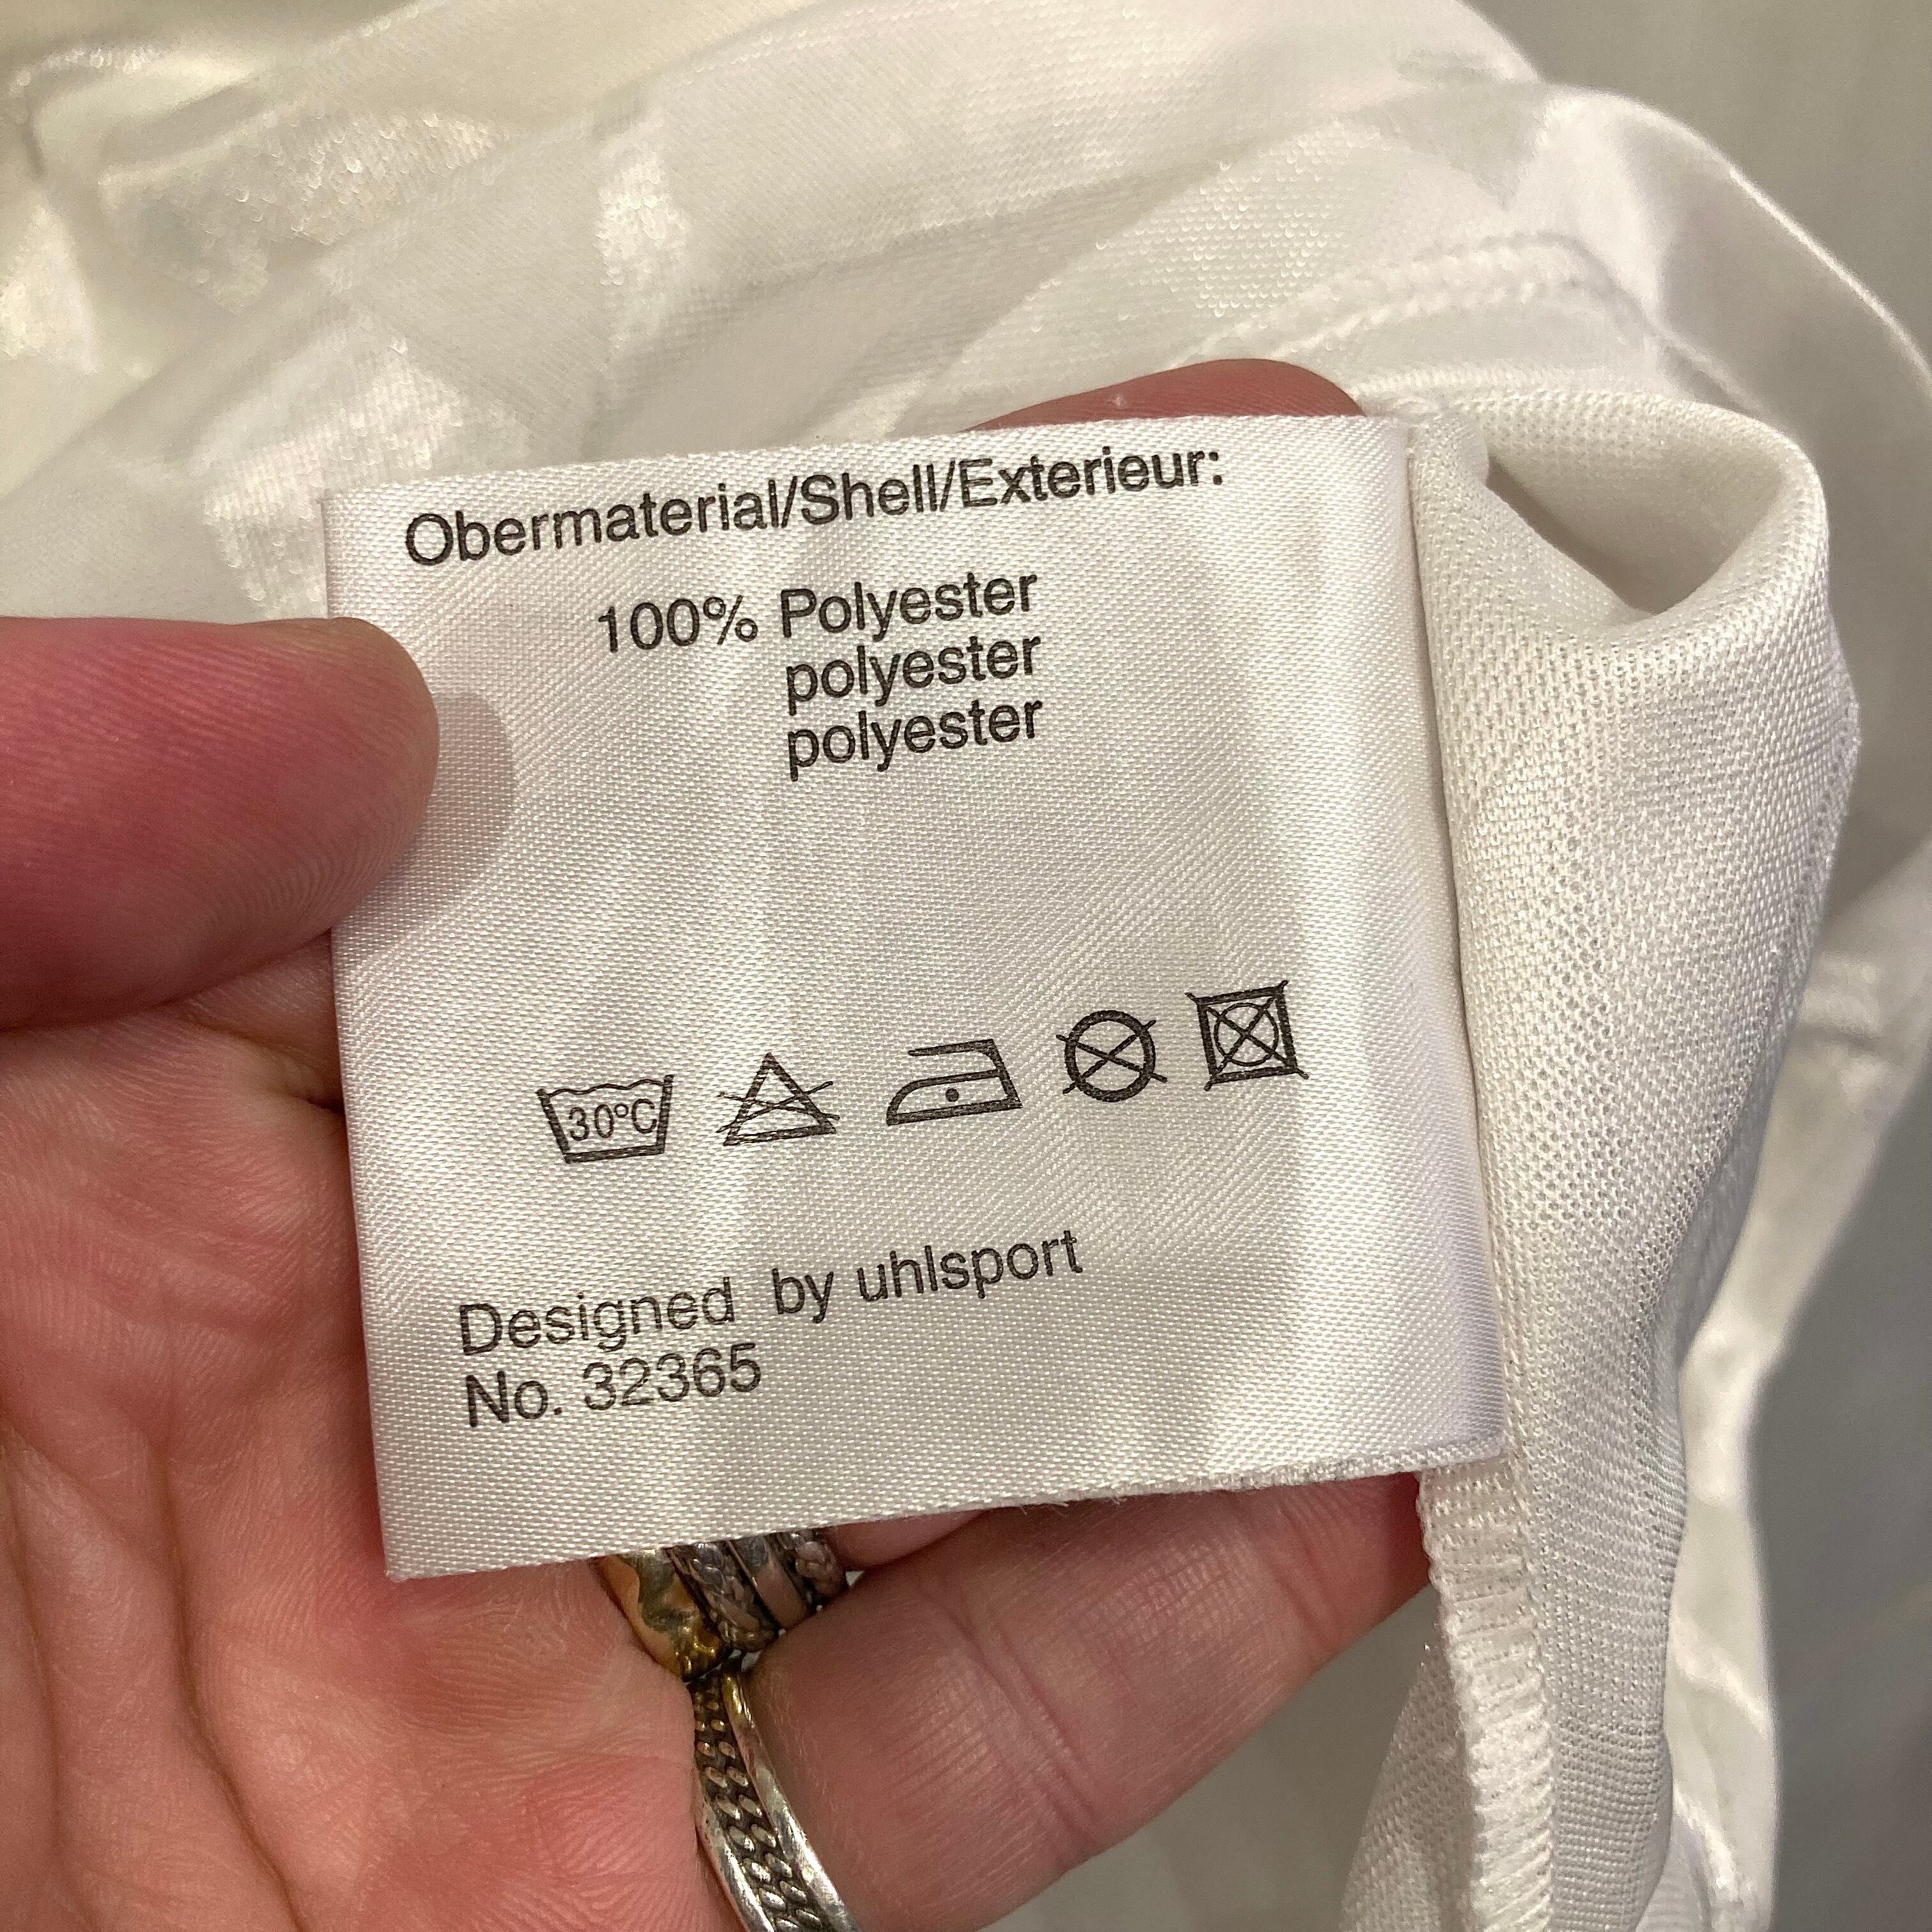 Obermaterial/Shell/Exterieur:
100% Polyester
polyester
polyester
30°C
Designed by uhlsport
No. 32365